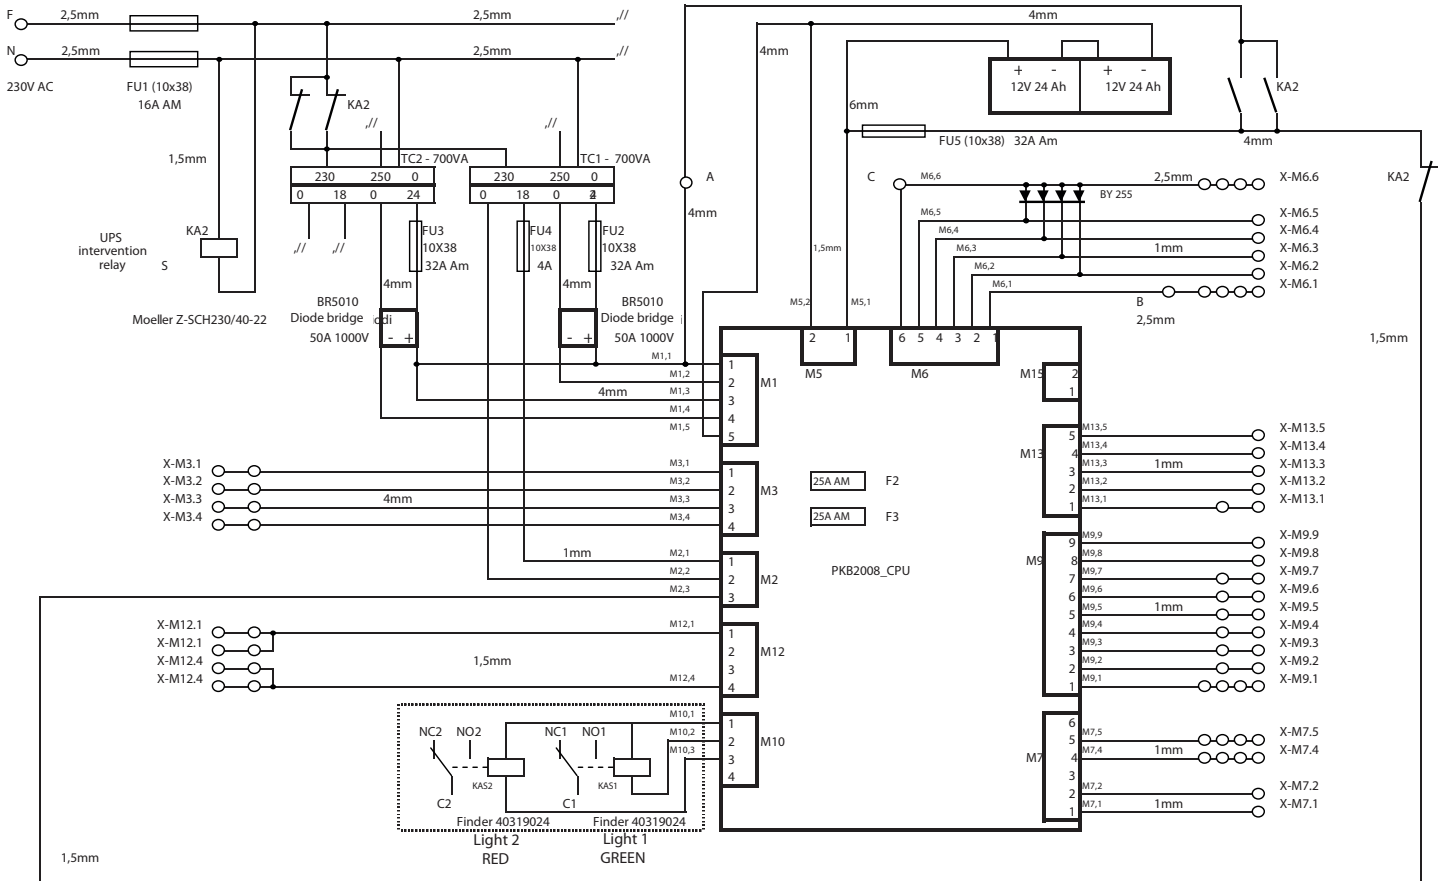 F
2,5mm
2,5mm
,//
N
2,5mm
2,5mm
,//
230V AC
FU1 (10x38)
16A AM
KA2
,//
,//
1,5mm
TC2 - 700VA
230 250 0
0 18 0 24
TC1 - 700VA
230 250 0
0 18 0
,// ,//
UPS
intervention
relay
S
KA2
Moeller Z-SCH230/40-22
FU3
10X38
32A Am
FU4
10X38
4A
FU2
10X38
32A Am
4mm
4mm
BR5010
Diode bridge
50A 1000V
- +
BR5010
Diode bridge
50A 1000V
- +
4mm
4mm
A
4mm
+ - + -
12V 24 Ah
12V 24 Ah
6mm
FU5 (10x38) 32A Am
KA2
4mm
KA2
1,5mm
C
M6,6
2,5mm
X-M6.6
BY 255
M6,5
X-M6.5
M6,4
X-M6.4
M6,3
1mm
X-M6.3
M6,2
X-M6.2
M6,1
X-M6.1
B
2,5mm
1,5mm
M5,2
M5,1
2 1
M5
6 5 4 3 2 1
M6
M1,1
M1,2
M1,3
M1,4
M1,5
4mm
1
2
3
4
5
M1
M15
2
1
X-M3.1
X-M3.2
X-M3.3
X-M3.4
4mm
M3,1
M3,2
M3,3
M3,4
1
2
3
4
M3
25A AM F2
25A AM F3
PKB2008_CPU
M13
5
4
3
2
1
M13,5
M13,4
M13,3
M13,2
M13,1
1mm
X-M13.5
X-M13.4
X-M13.3
X-M13.2
X-M13.1
1mm
M2,1
M2,2
M2,3
1
2
3
M2
M9
9
8
7
6
5
4
3
2
1
M9,9
M9,8
M9,7
M9,6
M9,5
M9,4
M9,3
M9,2
M9,1
1mm
X-M9.9
X-M9.8
X-M9.7
X-M9.6
X-M9.5
X-M9.4
X-M9.3
X-M9.2
X-M9.1
X-M12.1
X-M12.1
X-M12.4
X-M12.4
1,5mm
M12,1
M12,4
1
2
3
4
M12
M10,1
M10,2
M10,3
1
2
3
4
M10
NC2 NO2
KAS2
C2
Finder 40319024
Light 2
RED
NC1 NO1
KAS1
C1
Finder 40319024
Light 1
GREEN
M7
6
5
4
3
2
1
M7,5
M7,4
M7,2
M7,1
1mm
1mm
X-M7.5
X-M7.4
X-M7.2
X-M7.1
1,5mm